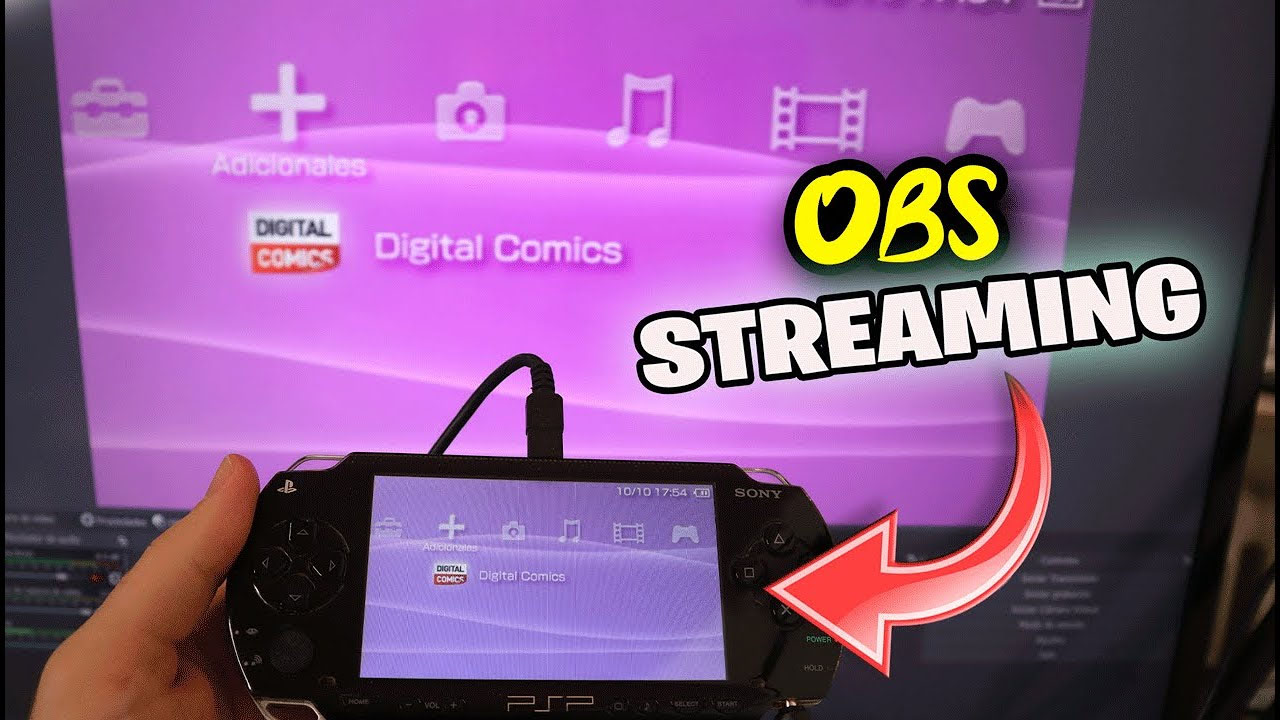 Adicionales
DIGITAL
COMICS
Digital Comics
OBS
STREAMING
10/10 17:54
SONY
Adicionales
DIGITAL
COMICS
Digital Comics
POWER
HOLD
HOME
VOL
PSP
SELECT
START